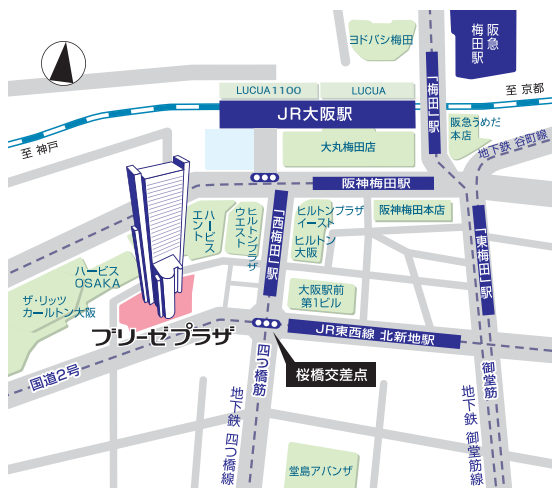 ヨドバシ梅田
阪急
梅田駅
「梅田」駅
至 京都
LUCUA1100
LUCUA
JR大阪駅
阪急うめだ
本店
至 神戸
大丸梅田店
地下鉄 谷町線
阪神梅田駅
ハービス
エント
ヒルトンプラザ
ウエスト
「西梅田」駅
ヒルトンプラザ
イースト
ヒルトン
大阪
阪神梅田本店
「東梅田」駅
ハービス
OSAKA
ザ・リッツ
カールトン大阪
大阪駅前
第1ビル
ブリーゼプラザ
JR東西線 北新地駅
国道2号
四つ橋筋
桜橋交差点
御堂筋
地下鉄 四つ橋線
地下鉄 御堂筋線
堂島アバンザ